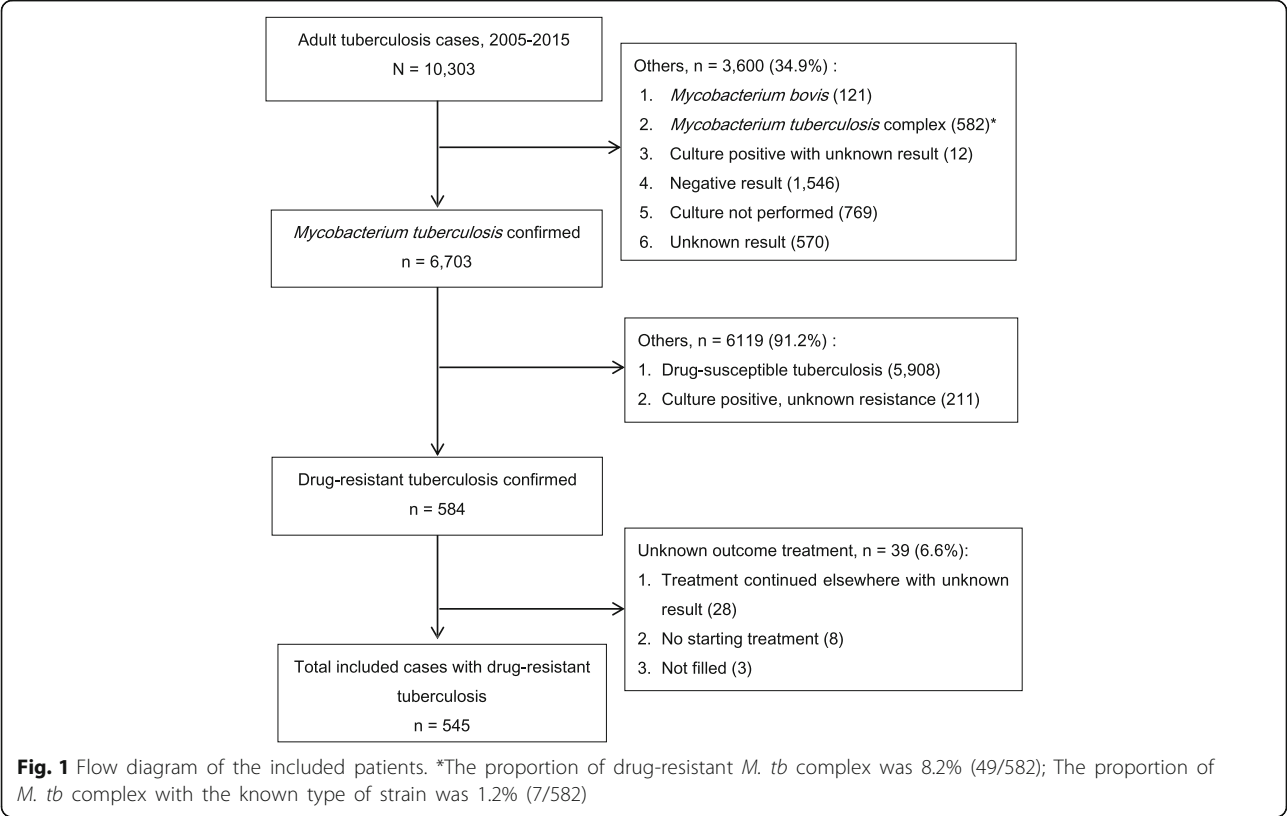 Adult tuberculosis cases, 2005-2015
N = 10,303
Others, n = 3,600 (34.9%) :
1. Mycobacterium bovis (121)
2. Mycobacterium tuberculosis complex (582)*
3. Culture positive with unknown result (12)
4. Negative result (1,546)
5. Culture not performed (769)
6. Unknown result (570)
Mycobacterium tuberculosis confirmed
n = 6,703
Others, n = 6119 (91.2%) :
1. Drug-susceptible tuberculosis (5,908)
2. Culture positive, unknown resistance (211)
Drug-resistant tuberculosis confirmed
n = 584
Unknown outcome treatment, n = 39 (6.6%):
1. Treatment continued elsewhere with unknown
result (28)
2. No starting treatment (8)
3. Not filled (3)
Total included cases with drug-resistant
tuberculosis
n = 545
Fig. 1 Flow diagram of the included patients. *The proportion of drug-resistant M. tb complex was 8.2% (49/582); The proportion of
M. tb complex with the known type of strain was 1.2% (7/582)